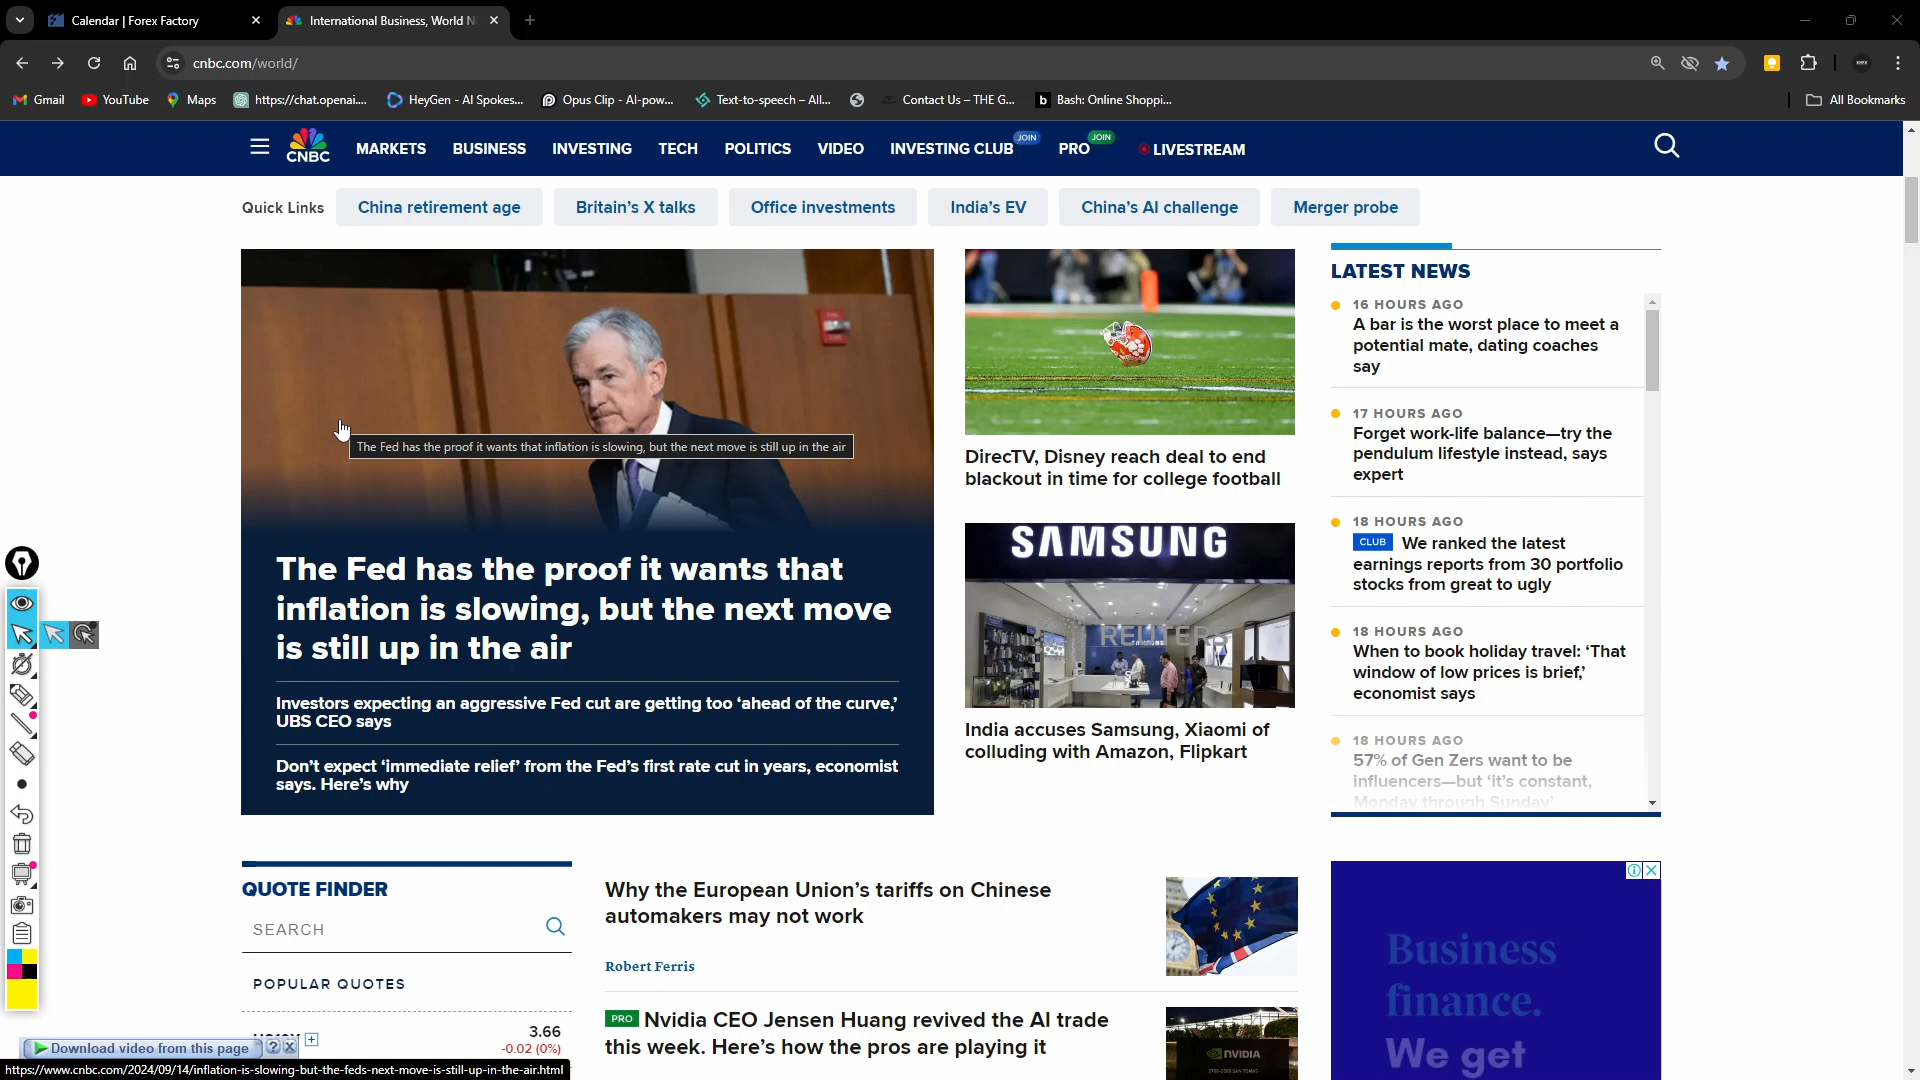 Calendar | Forex Factory
International Business, World N
cnbc.com/world/
Gmail
YouTube
Maps
https://chat.openai....
HeyGen - AI Spokes...
Opus Clip - AI-pow...
Text-to-speech – All...
Contact Us – THE G...
b Bash: Online Shoppi...
All Bookmarks
CNBC
MARKETS
BUSINESS
INVESTING
TECH
POLITICS
VIDEO
INVESTING CLUB JOIN
PRO JOIN
LIVESTREAM
Quick Links
China retirement age
Britain's X talks
Office investments
India's EV
China's AI challenge
Merger probe
The Fed has the proof it wants that inflation is slowing, but the next move is still up in the air
The Fed has the proof it wants that
inflation is slowing, but the next move
is still up in the air
Investors expecting an aggressive Fed cut are getting too ‘ahead of the curve,’
UBS CEO says
Don't expect ‘immediate relief’ from the Fed's first rate cut in years, economist
says. Here's why
DirecTV, Disney reach deal to end
blackout in time for college football
SAMSUNG
REUTERS
India accuses Samsung, Xiaomi of
colluding with Amazon, Flipkart
LATEST NEWS
16 HOURS AGO
A bar is the worst place to meet a
potential mate, dating coaches
say
17 HOURS AGO
Forget work-life balance—try the
pendulum lifestyle instead, says
expert
18 HOURS AGO
CLUB We ranked the latest
earnings reports from 30 portfolio
stocks from great to ugly
18 HOURS AGO
When to book holiday travel: ‘That
window of low prices is brief,’
economist says
18 HOURS AGO
57% of Gen Zers want to be
influencers—but ‘it's constant,
Monday through Sunday’
QUOTE FINDER
SEARCH
POPULAR QUOTES
3.66
-0.02 (0%)
Why the European Union's tariffs on Chinese
automakers may not work
Robert Ferris
PRO Nvidia CEO Jensen Huang revived the AI trade
this week. Here's how the pros are playing it
NVIDIA
Business
finance.
We get
Download video from this page
https://www.cnbc.com/2024/09/14/inflation-is-slowing-but-the-feds-next-move-is-still-up-in-the-air.html